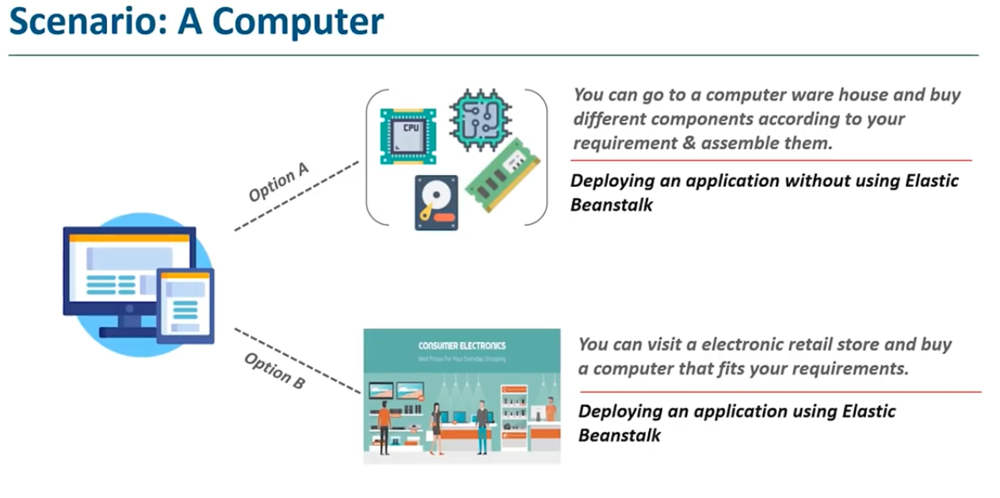 Scenario: A Computer
Option A
CPU
You can go to a computer ware house and buy
different components according to your
requirement & assemble them.
Deploying an application without using Elastic
Beanstalk
Option B
CONSUMER ELECTRONICS
Best Prices For Your Everyday Shopping
You can visit a electronic retail store and buy
a computer that fits your requirements.
Deploying an application using Elastic
Beanstalk